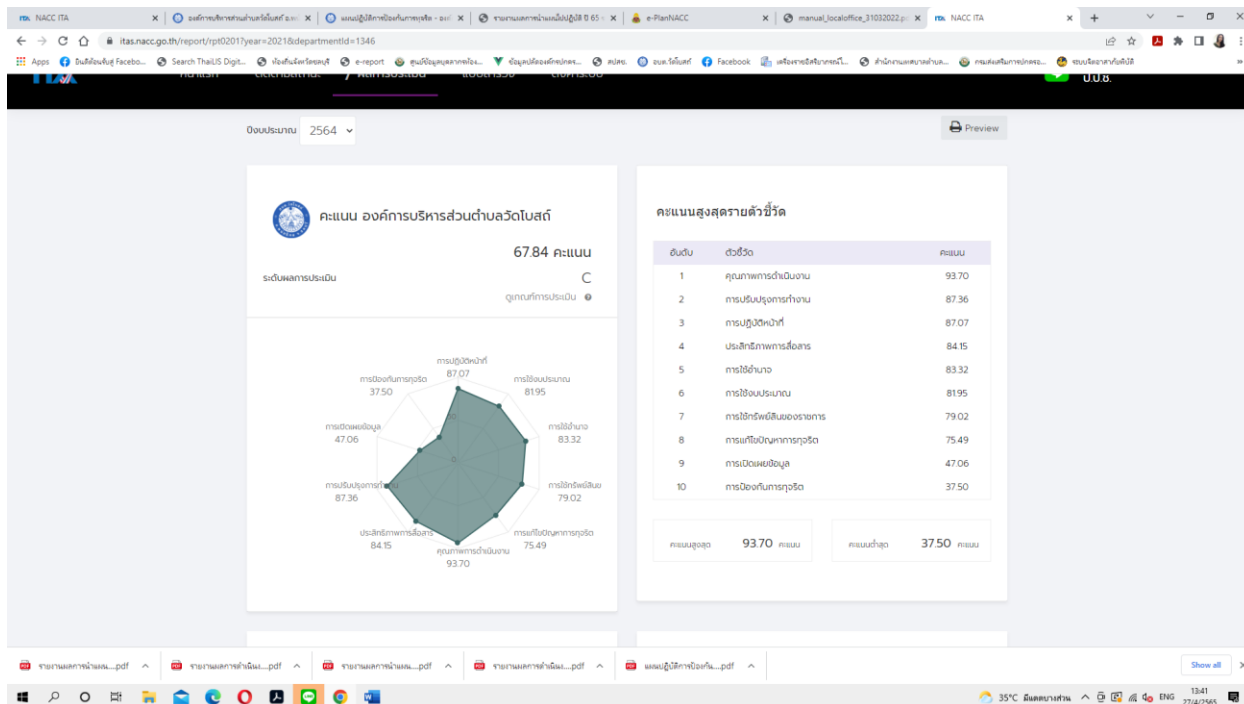 NACC ITA
e-PlanNACC
manual_localoffice_31032022.pd
NACC ITA
itas.nacc.go.th/report/rpt0201?year=2021&departmentId=1346
Apps
Search ThaiLIS Digit...
e-report
Facebook
ป.ป.ช.
ปีงบประมาณ 2564
Preview
คะแนน องค์การบริหารส่วนตำบลวัดโบสถ์
67.84 คะแนน
ระดับผลการประเมิน C
ดูเกณฑ์การประเมิน
การปฏิบัติหน้าที่
87.07
การใช้งบประมาณ
81.95
การใช้อำนาจ
83.32
การใช้ทรัพย์สินข
79.02
การแก้ไขปัญหาการทุจริต
75.49
คุณภาพการดำเนินงาน
93.70
ประสิทธิภาพการสื่อสาร
84.15
87.36
การเปิดเผยข้อมูล
47.06
การป้องกันการทุจริต
37.50
50
0
คะแนนสูงสุดรายตัวชี้วัด
อันดับ ตัวชี้วัด คะแนน
1 คุณภาพการดำเนินงาน 93.70
2 การปรับปรุงการทำงาน 87.36
3 การปฏิบัติหน้าที่ 87.07
4 ประสิทธิภาพการสื่อสาร 84.15
5 การใช้อำนาจ 83.32
6 การใช้งบประมาณ 81.95
7 การใช้ทรัพย์สินของราชการ 79.02
8 การแก้ไขปัญหาการทุจริต 75.49
9 การเปิดเผยข้อมูล 47.06
10 การป้องกันการทุจริต 37.50
คะแนนสูงสุด 93.70 คะแนน
คะแนนต่ำสุด 37.50 คะแนน
Show all
35°C มีแดดบางส่วน
ENG
13:41
27/4/2565